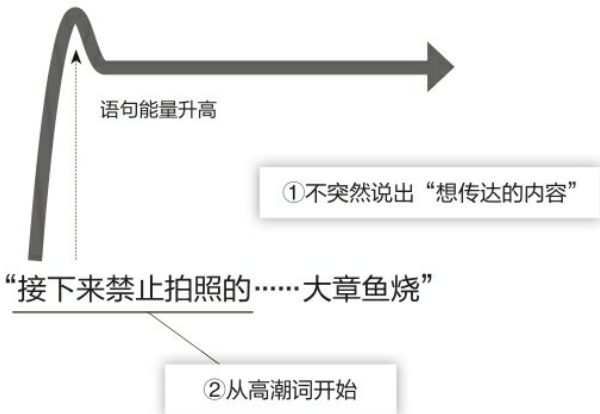 语句能量升高
①不突然说出“想传达的内容”
“接下来禁止拍照的……大章鱼烧”
②从高潮词开始